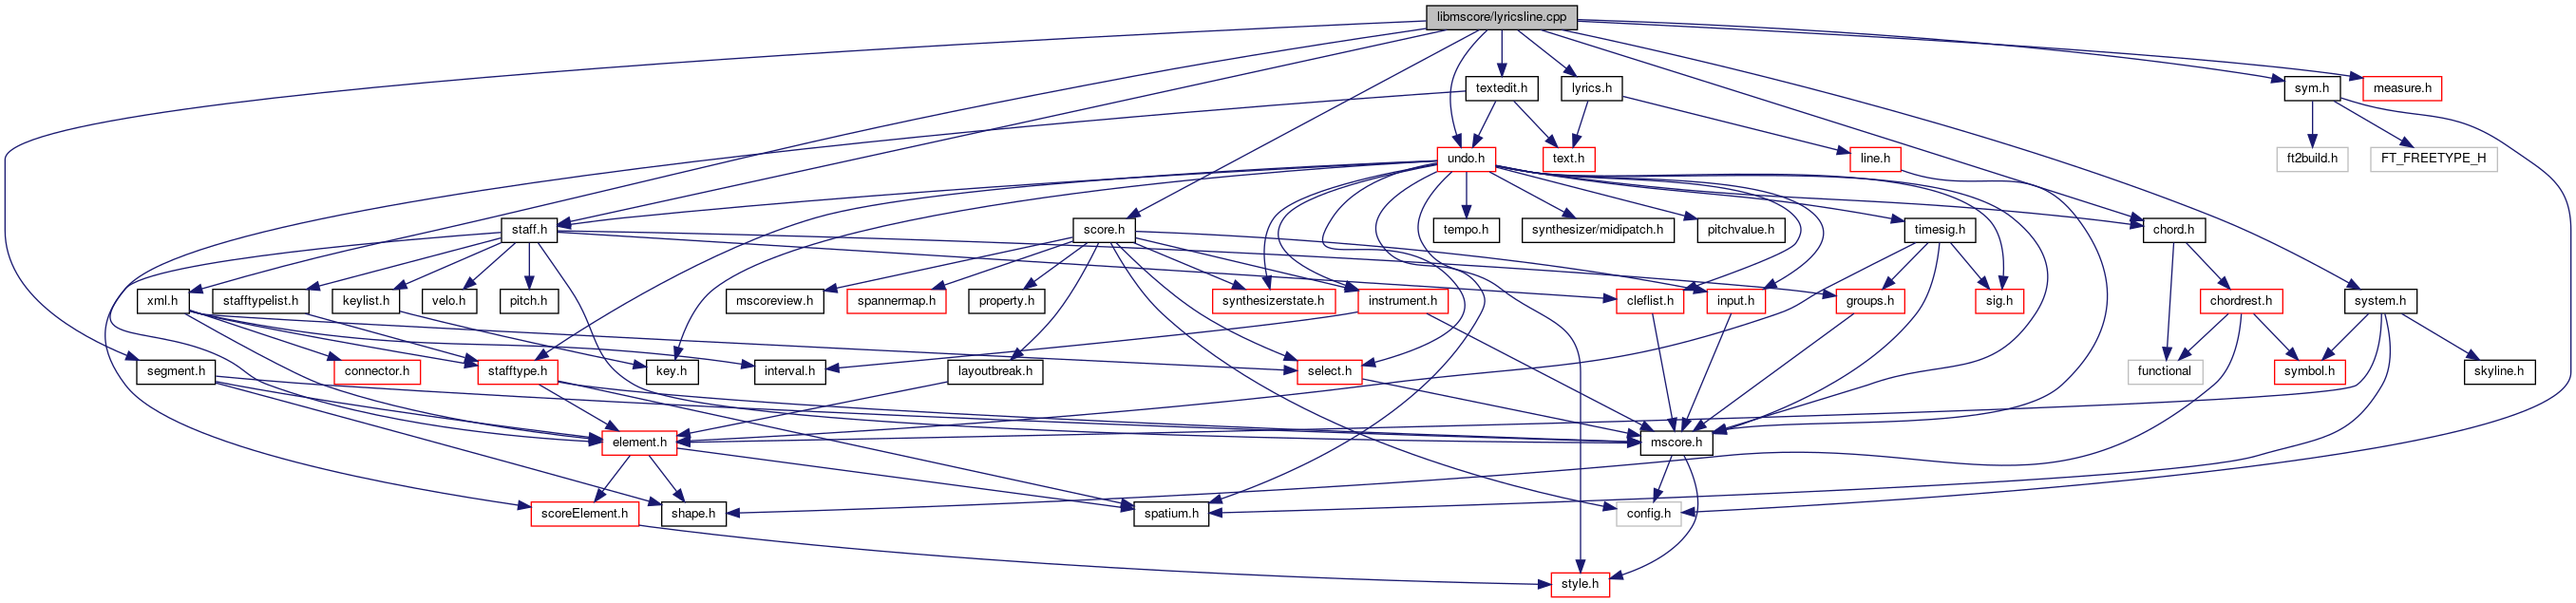 libmscore/lyricsline.cpp
textedit.h
lyrics.h
sym.h
measure.h
undo.h
text.h
line.h
ft2build.h
FT_FREETYPE_H
staff.h
score.h
tempo.h
synthesizer/midipatch.h
pitchvalue.h
timesig.h
chord.h
xml.h
stafftypelist.h
keylist.h
velo.h
pitch.h
mscoreview.h
spannermap.h
property.h
synthesizerstate.h
instrument.h
cleflist.h
input.h
groups.h
sig.h
chordrest.h
system.h
segment.h
connector.h
stafftype.h
key.h
interval.h
layoutbreak.h
select.h
functional
symbol.h
skyline.h
element.h
mscore.h
scoreElement.h
shape.h
spatium.h
config.h
style.h